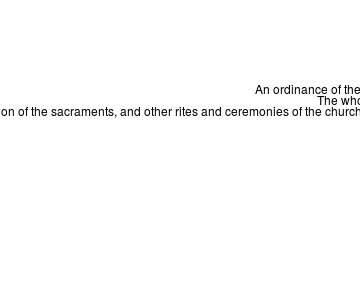 An ordinance of the
The who
on of the sacraments, and other rites and ceremonies of the church